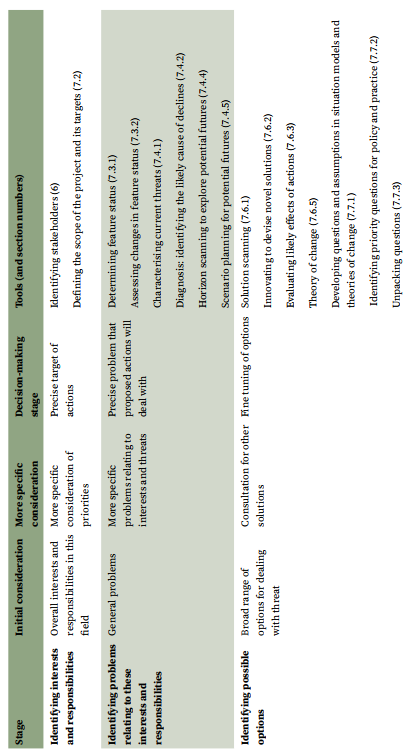 Stage
Initial consideration
More specific
consideration
Decision-making
stage
Tools (and section numbers)
Identifying interests
and responsibilities
Overall interests and
responsibilities in this
field
More specific
consideration of
priorities
Precise target of
actions
Identifying stakeholders (6)
Defining the scope of the project and its targets (7.2)
Identifying problems
relating to these
interests and
responsibilities
General problems
More specific
problems relating to
interests and threats
Precise problem that
proposed actions will
deal with
Determining feature status (7.3.1)
Assessing changes in feature status (7.3.2)
Characterising current threats (7.4.1)
Diagnosis: identifying the likely cause of declines (7.4.2)
Horizon scanning to explore potential futures (7.4.4)
Scenario planning for potential futures (7.4.5)
Identifying possible
options
Broad range of
options for dealing
with threat
Consultation for other
solutions
Fine tuning of options
Solution scanning (7.6.1)
Innovating to devise novel solutions (7.6.2)
Evaluating likely effects of actions (7.6.3)
Theory of change (7.6.5)
Developing questions and assumptions in situation models and
theories of change (7.7.1)
Identifying priority questions for policy and practice (7.7.2)
Unpacking questions (7.7.3)